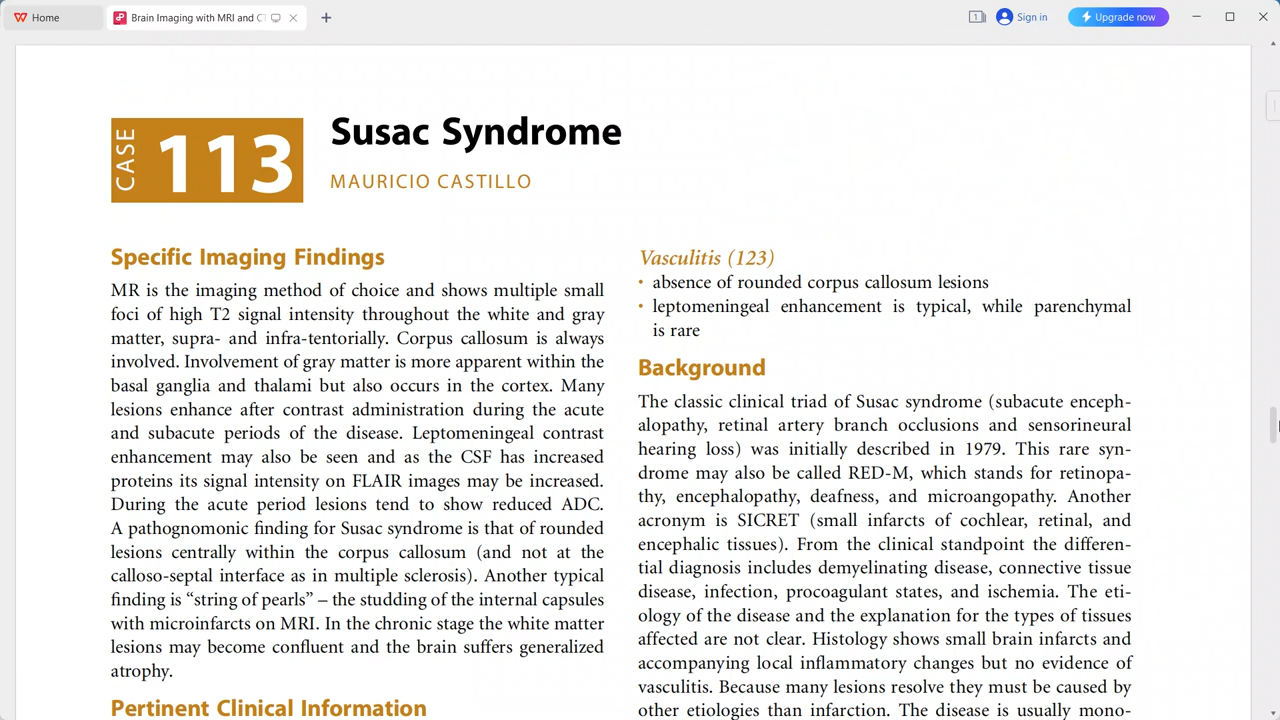 Home
Brain Imaging with MRI and C
1
Sign in
Upgrade now
CASE
113
Susac Syndrome
MAURICIO CASTILLO
Specific Imaging Findings
MR is the imaging method of choice and shows multiple small
foci of high T2 signal intensity throughout the white and gray
matter, supra- and infra-tentorially. Corpus callosum is always
involved. Involvement of gray matter is more apparent within the
basal ganglia and thalami but also occurs in the cortex. Many
lesions enhance after contrast administration during the acute
and subacute periods of the disease. Leptomeningeal contrast
enhancement may also be seen and as the CSF has increased
proteins its signal intensity on FLAIR images may be increased.
During the acute period lesions tend to show reduced ADC.
A pathognomonic finding for Susac syndrome is that of rounded
lesions centrally within the corpus callosum (and not at the
calloso-septal interface as in multiple sclerosis). Another typical
finding is “string of pearls” – the studding of the internal capsules
with microinfarcts on MRI. In the chronic stage the white matter
lesions may become confluent and the brain suffers generalized
atrophy.
Pertinent Clinical Information
Vasculitis (123)
• absence of rounded corpus callosum lesions
• leptomeningeal enhancement is typical, while parenchymal
is rare
Background
The classic clinical triad of Susac syndrome (subacute enceph-
alopathy, retinal artery branch occlusions and sensorineural
hearing loss) was initially described in 1979. This rare syn-
drome may also be called RED-M, which stands for retinopa-
thy, encephalopathy, deafness, and microangopathy. Another
acronym is SICRET (small infarcts of cochlear, retinal, and
encephalic tissues). From the clinical standpoint the differen-
tial diagnosis includes demyelinating disease, connective tissue
disease, infection, procoagulant states, and ischemia. The eti-
ology of the disease and the explanation for the types of tissues
affected are not clear. Histology shows small brain infarcts and
accompanying local inflammatory changes but no evidence of
vasculitis. Because many lesions resolve they must be caused by
other etiologies than infarction. The disease is usually mono-